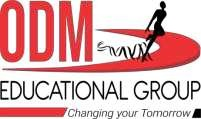 ODM
EDUCATIONAL GROUP
Changing your Tomorrow